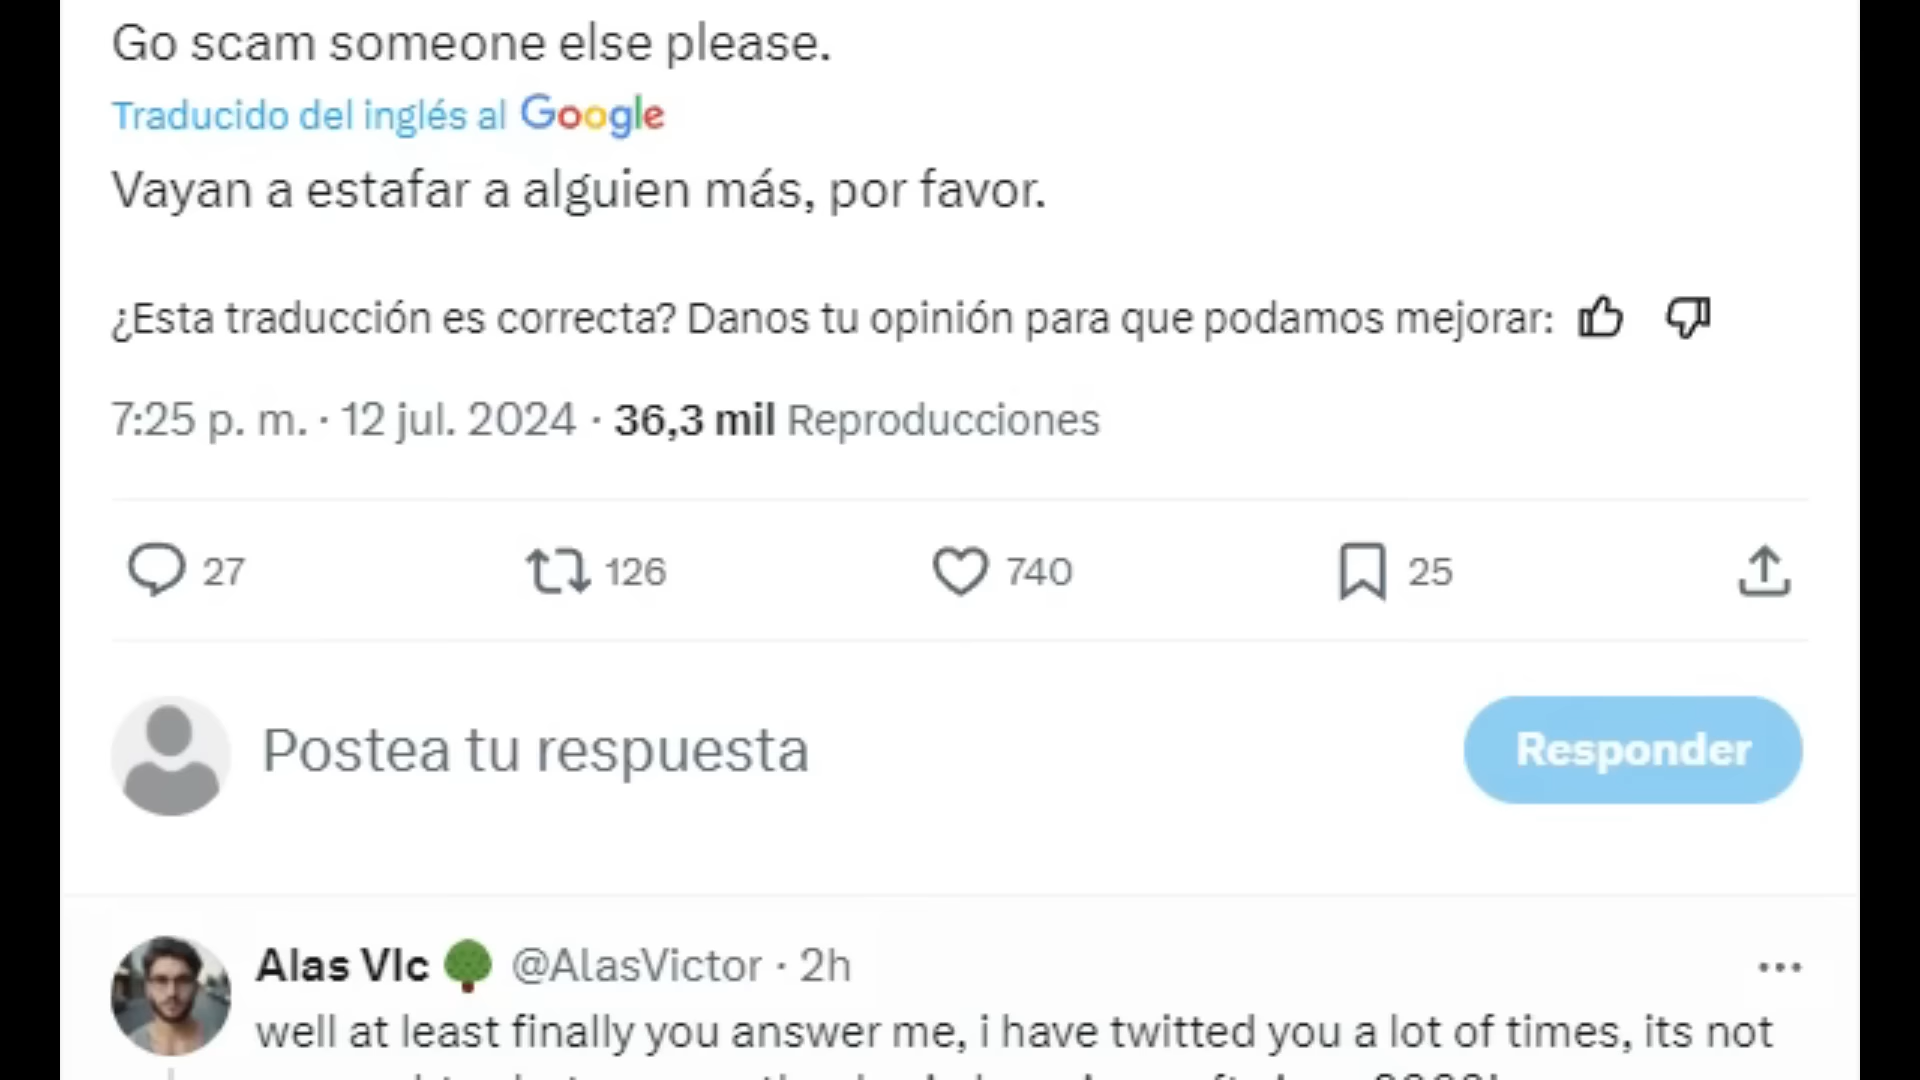 Go scam someone else please.
Traducido del inglés al Google
Vayan a estafar a alguien más, por favor.
¿Esta traducción es correcta? Danos tu opinión para que podamos mejorar:
7:25 p. m. · 12 jul. 2024 · 36,3 mil Reproducciones
27 126 740 25
Postea tu respuesta Responder
Alas Vlc @AlasVictor · 2h
well at least finally you answer me, i have twitted you a lot of times, its not